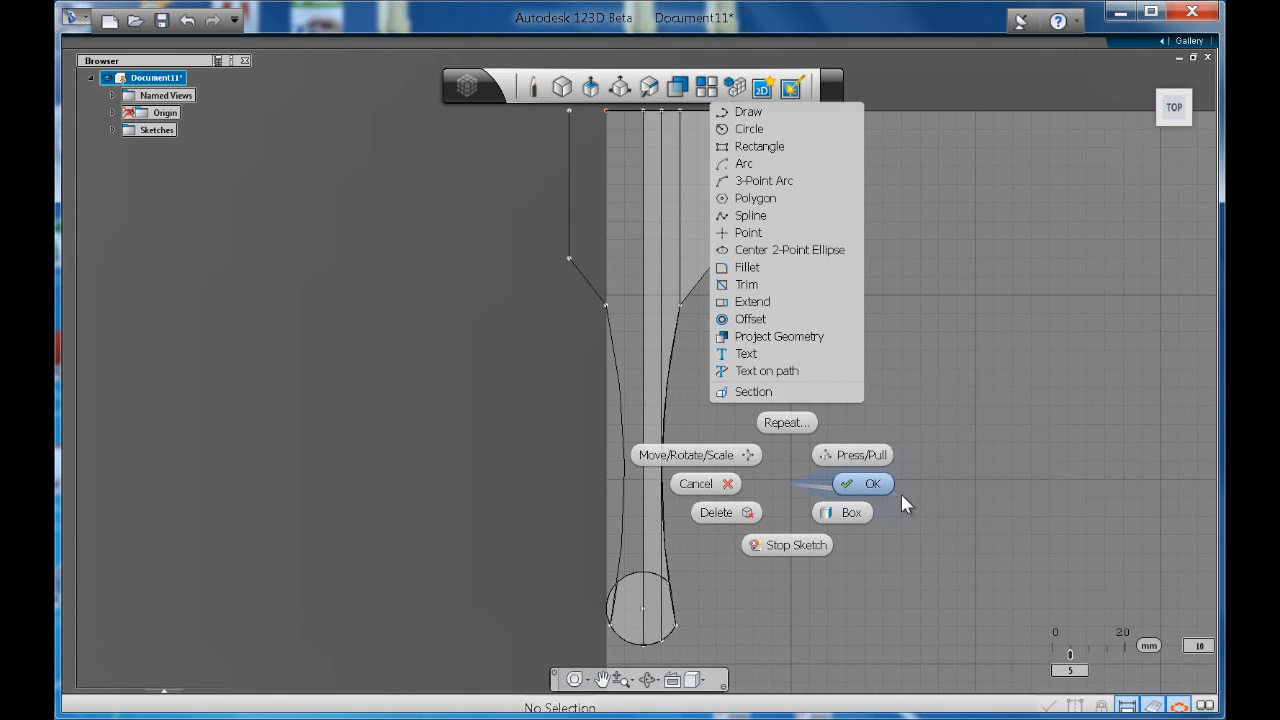 Autodesk 123D Beta Document11*
Gallery
Browser
Document11*
Named Views
Origin
Sketches
2D
TOP
Draw
Circle
Rectangle
Arc
3-Point Arc
Polygon
Spline
Point
Center 2-Point Ellipse
Fillet
Trim
Extend
Offset
Project Geometry
Text
Text on path
Section
Repeat...
Move/Rotate/Scale
Press/Pull
Cancel
OK
Delete
Box
Stop Sketch
0 20
mm
10
5
No Selection